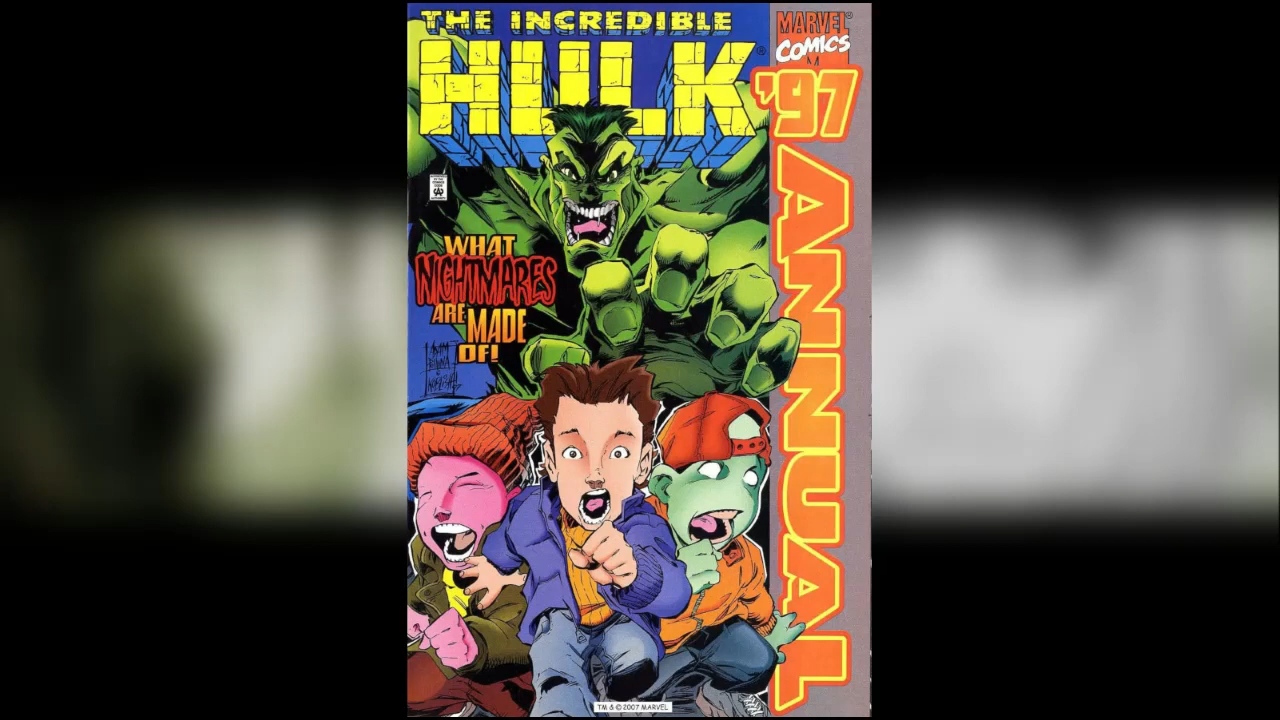 THE INCREDIBLE
HULK®
MARVEL®
COMICS
'97 ANNUAL
WHAT
NIGHTMARES
ARE MADE
OF!
TM & © 2007 MARVEL